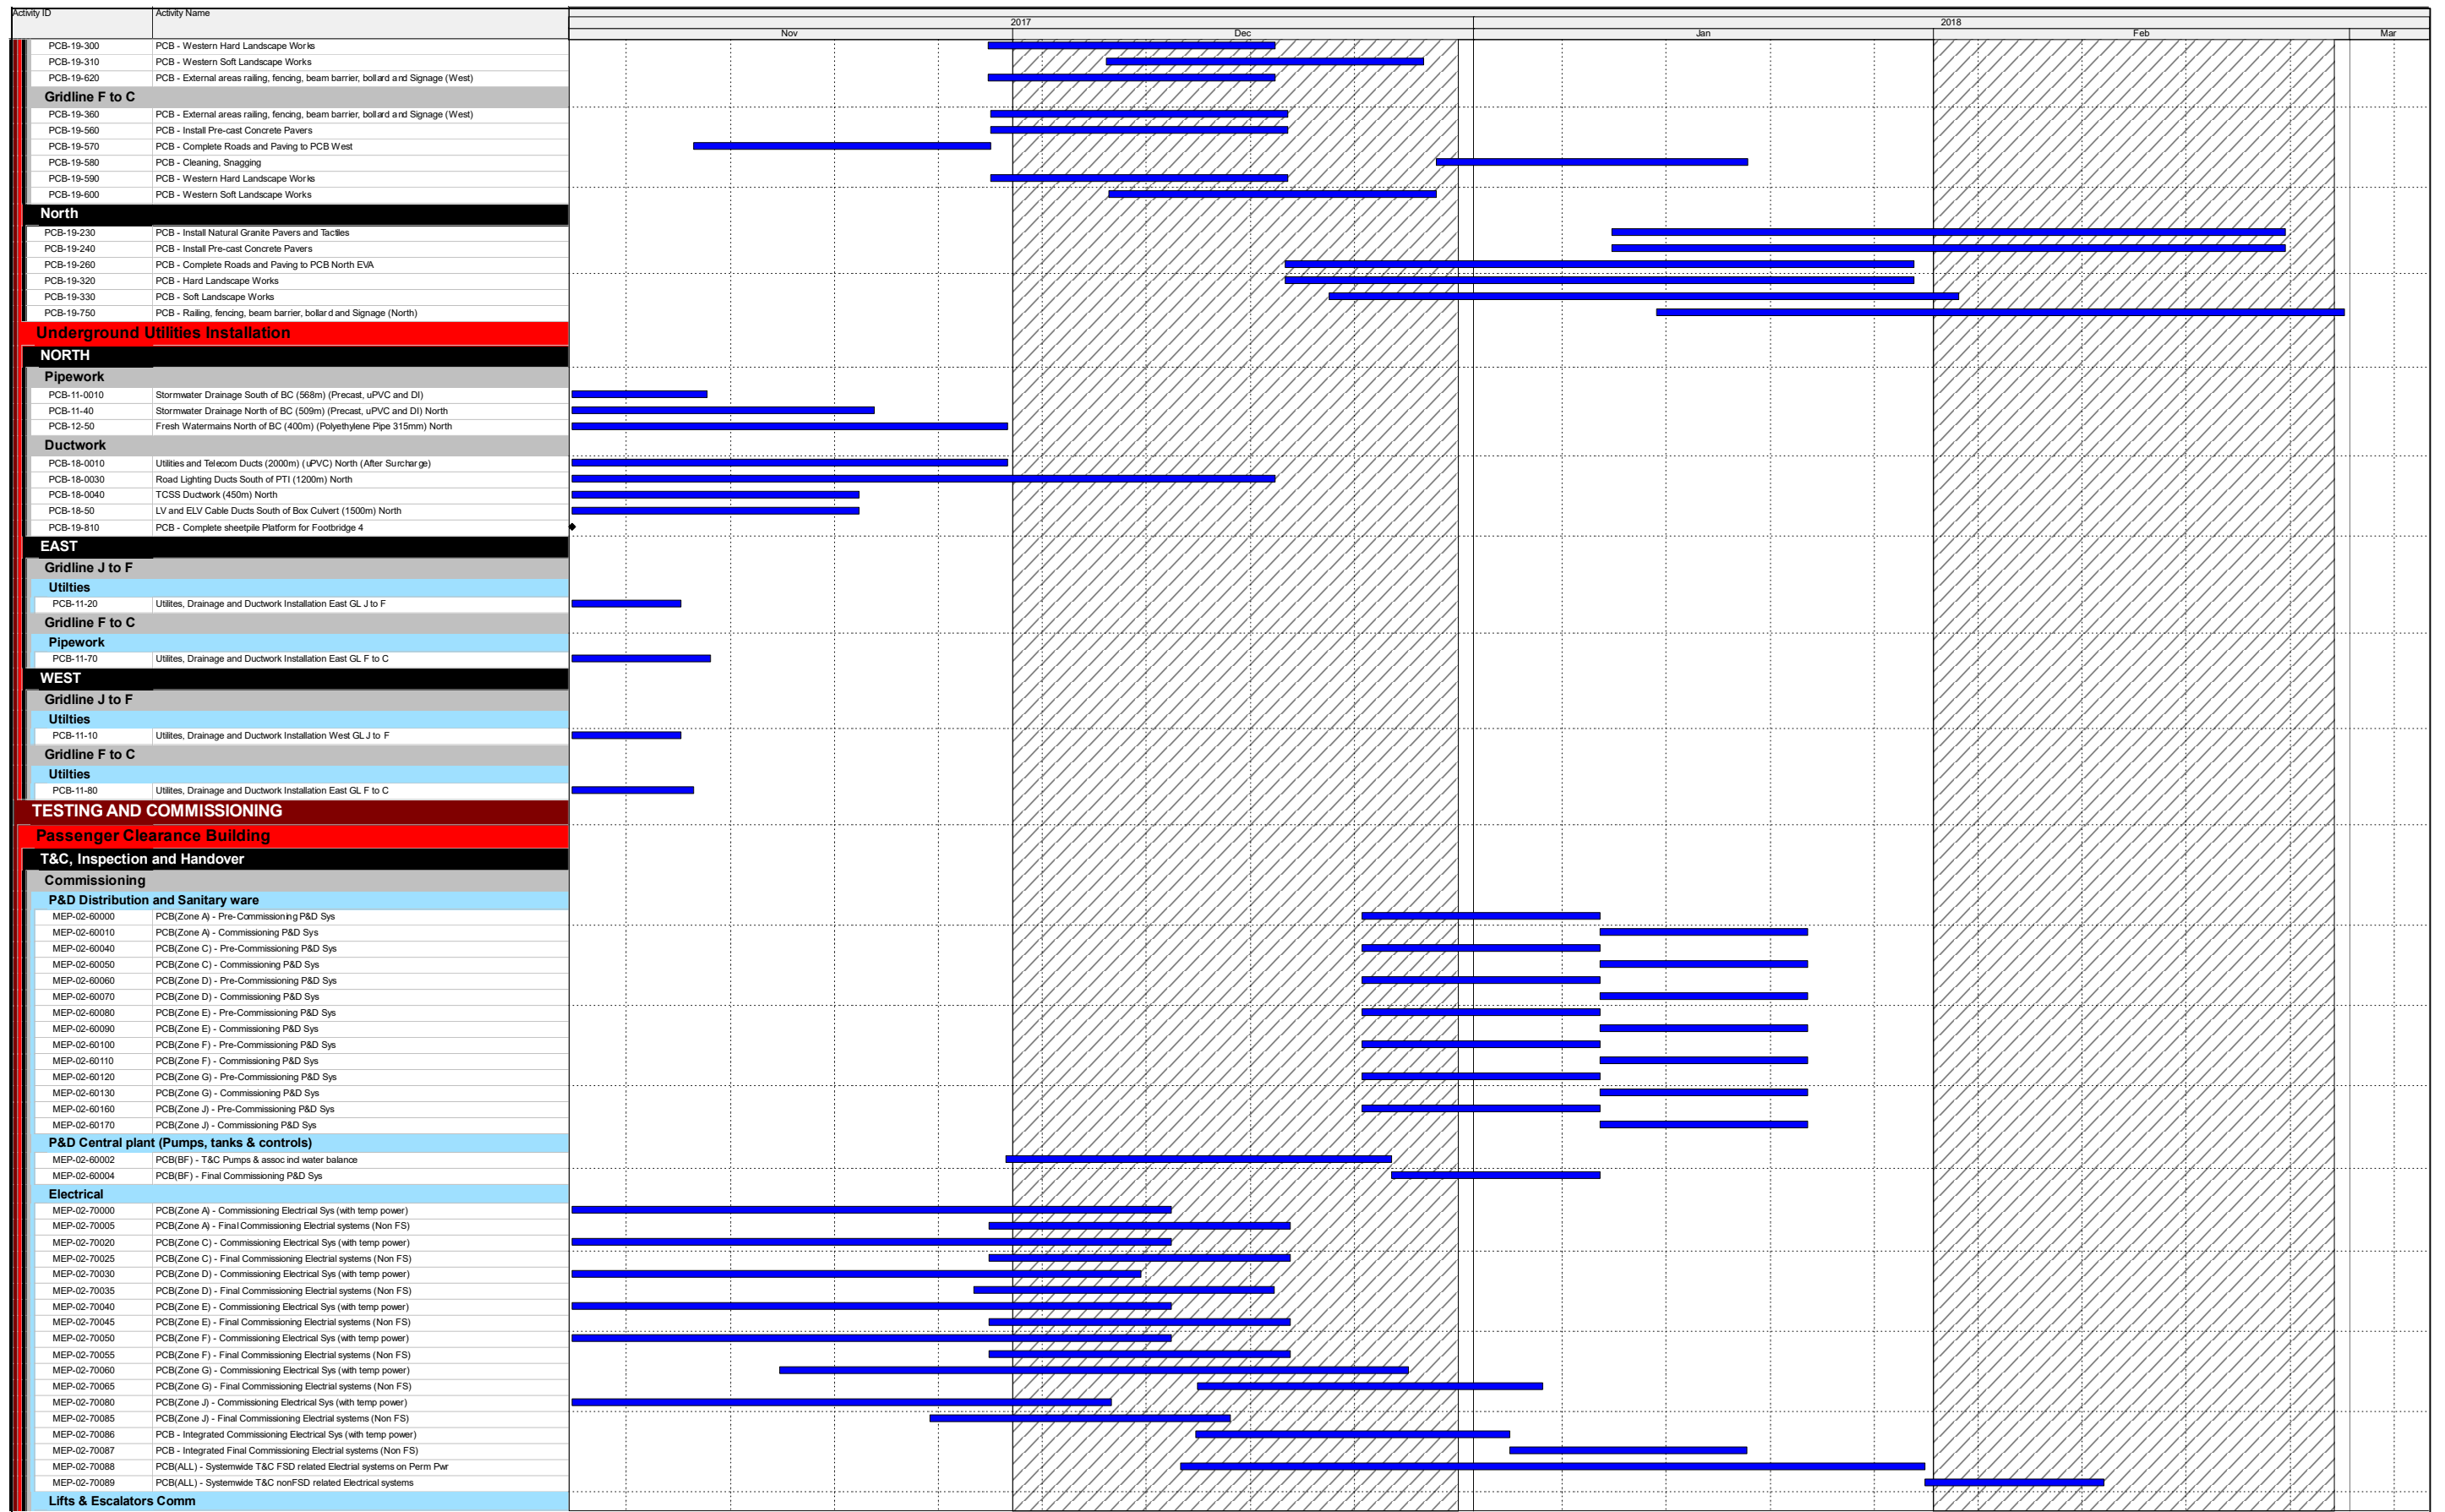 Activity ID Activity Name
2017 2018
Nov Dec Jan Feb Mar
PCB-19-300 PCB - Western Hard Landscape Works
PCB-19-310 PCB - Western Soft Landscape Works
PCB-19-620 PCB - External areas railing, fencing, beam barrier, bollard and Signage (West)
Gridline F to C
PCB-19-360 PCB - External areas railing, fencing, beam barrier, bollard and Signage (West)
PCB-19-560 PCB - Install Pre-cast Concrete Pavers
PCB-19-570 PCB - Complete Roads and Paving to PCB West
PCB-19-580 PCB - Cleaning, Snagging
PCB-19-590 PCB - Western Hard Landscape Works
PCB-19-600 PCB - Western Soft Landscape Works
North
PCB-19-230 PCB - Install Natural Granite Pavers and Tactiles
PCB-19-240 PCB - Install Pre-cast Concrete Pavers
PCB-19-260 PCB - Complete Roads and Paving to PCB North EVA
PCB-19-320 PCB - Hard Landscape Works
PCB-19-330 PCB - Soft Landscape Works
PCB-19-750 PCB - Railing, fencing, beam barrier, bollard and Signage (North)
Underground Utilities Installation
NORTH
Pipework
PCB-11-0010 Stormwater Drainage South of BC (568m) (Precast, uPVC and DI)
PCB-11-40 Stormwater Drainage North of BC (509m) (Precast, uPVC and DI) North
PCB-12-50 Fresh Watermains North of BC (400m) (Polyethylene Pipe 315mm) North
Ductwork
PCB-18-0010 Utilities and Telecom Ducts (2000m) (uPVC) North (After Surcharge)
PCB-18-0030 Road Lighting Ducts South of PTI (1200m) North
PCB-18-0040 TCSS Ductwork (450m) North
PCB-18-50 LV and ELV Cable Ducts South of Box Culvert (1500m) North
PCB-19-810 PCB - Complete sheetpile Platform for Footbridge 4
EAST
Gridline J to F
Utilties
PCB-11-20 Utilites, Drainage and Ductwork Installation East GL J to F
Gridline F to C
Pipework
PCB-11-70 Utilites, Drainage and Ductwork Installation East GL F to C
WEST
Gridline J to F
Utilties
PCB-11-10 Utilites, Drainage and Ductwork Installation West GL J to F
Gridline F to C
Utilties
PCB-11-80 Utilites, Drainage and Ductwork Installation East GL F to C
TESTING AND COMMISSIONING
Passenger Clearance Building
T&C, Inspection and Handover
Commissioning
P&D Distribution and Sanitary ware
MEP-02-60000 PCB(Zone A) - Pre-Commissioning P&D Sys
MEP-02-60010 PCB(Zone A) - Commissioning P&D Sys
MEP-02-60040 PCB(Zone C) - Pre-Commissioning P&D Sys
MEP-02-60050 PCB(Zone C) - Commissioning P&D Sys
MEP-02-60060 PCB(Zone D) - Pre-Commissioning P&D Sys
MEP-02-60070 PCB(Zone D) - Commissioning P&D Sys
MEP-02-60080 PCB(Zone E) - Pre-Commissioning P&D Sys
MEP-02-60090 PCB(Zone E) - Commissioning P&D Sys
MEP-02-60100 PCB(Zone F) - Pre-Commissioning P&D Sys
MEP-02-60110 PCB(Zone F) - Commissioning P&D Sys
MEP-02-60120 PCB(Zone G) - Pre-Commissioning P&D Sys
MEP-02-60130 PCB(Zone G) - Commissioning P&D Sys
MEP-02-60160 PCB(Zone J) - Pre-Commissioning P&D Sys
MEP-02-60170 PCB(Zone J) - Commissioning P&D Sys
P&D Central plant (Pumps, tanks & controls)
MEP-02-60002 PCB(BF) - T&C Pumps & assoc incl water balance
MEP-02-60004 PCB(BF) - Final Commissioning P&D Sys
Electrical
MEP-02-70000 PCB(Zone A) - Commissioning Electrical Sys (with temp power)
MEP-02-70005 PCB(Zone A) - Final Commissioning Electrial systems (Non FS)
MEP-02-70020 PCB(Zone C) - Commissioning Electrical Sys (with temp power)
MEP-02-70025 PCB(Zone C) - Final Commissioning Electrial systems (Non FS)
MEP-02-70030 PCB(Zone D) - Commissioning Electrical Sys (with temp power)
MEP-02-70035 PCB(Zone D) - Final Commissioning Electrial systems (Non FS)
MEP-02-70040 PCB(Zone E) - Commissioning Electrical Sys (with temp power)
MEP-02-70045 PCB(Zone E) - Final Commissioning Electrial systems (Non FS)
MEP-02-70050 PCB(Zone F) - Commissioning Electrical Sys (with temp power)
MEP-02-70055 PCB(Zone F) - Final Commissioning Electrial systems (Non FS)
MEP-02-70060 PCB(Zone G) - Commissioning Electrical Sys (with temp power)
MEP-02-70065 PCB(Zone G) - Final Commissioning Electrial systems (Non FS)
MEP-02-70080 PCB(Zone J) - Commissioning Electrical Sys (with temp power)
MEP-02-70085 PCB(Zone J) - Final Commissioning Electrial systems (Non FS)
MEP-02-70086 PCB - Integrated Commissioning Electrical Sys (with temp power)
MEP-02-70087 PCB - Integrated Final Commissioning Electrial systems (Non FS)
MEP-02-70088 PCB(ALL) - Systemwide T&C FSD related Electrial systems on Perm Pwr
MEP-02-70089 PCB(ALL) - Systemwide T&C nonFSD related Electrical systems
Lifts & Escalators Comm